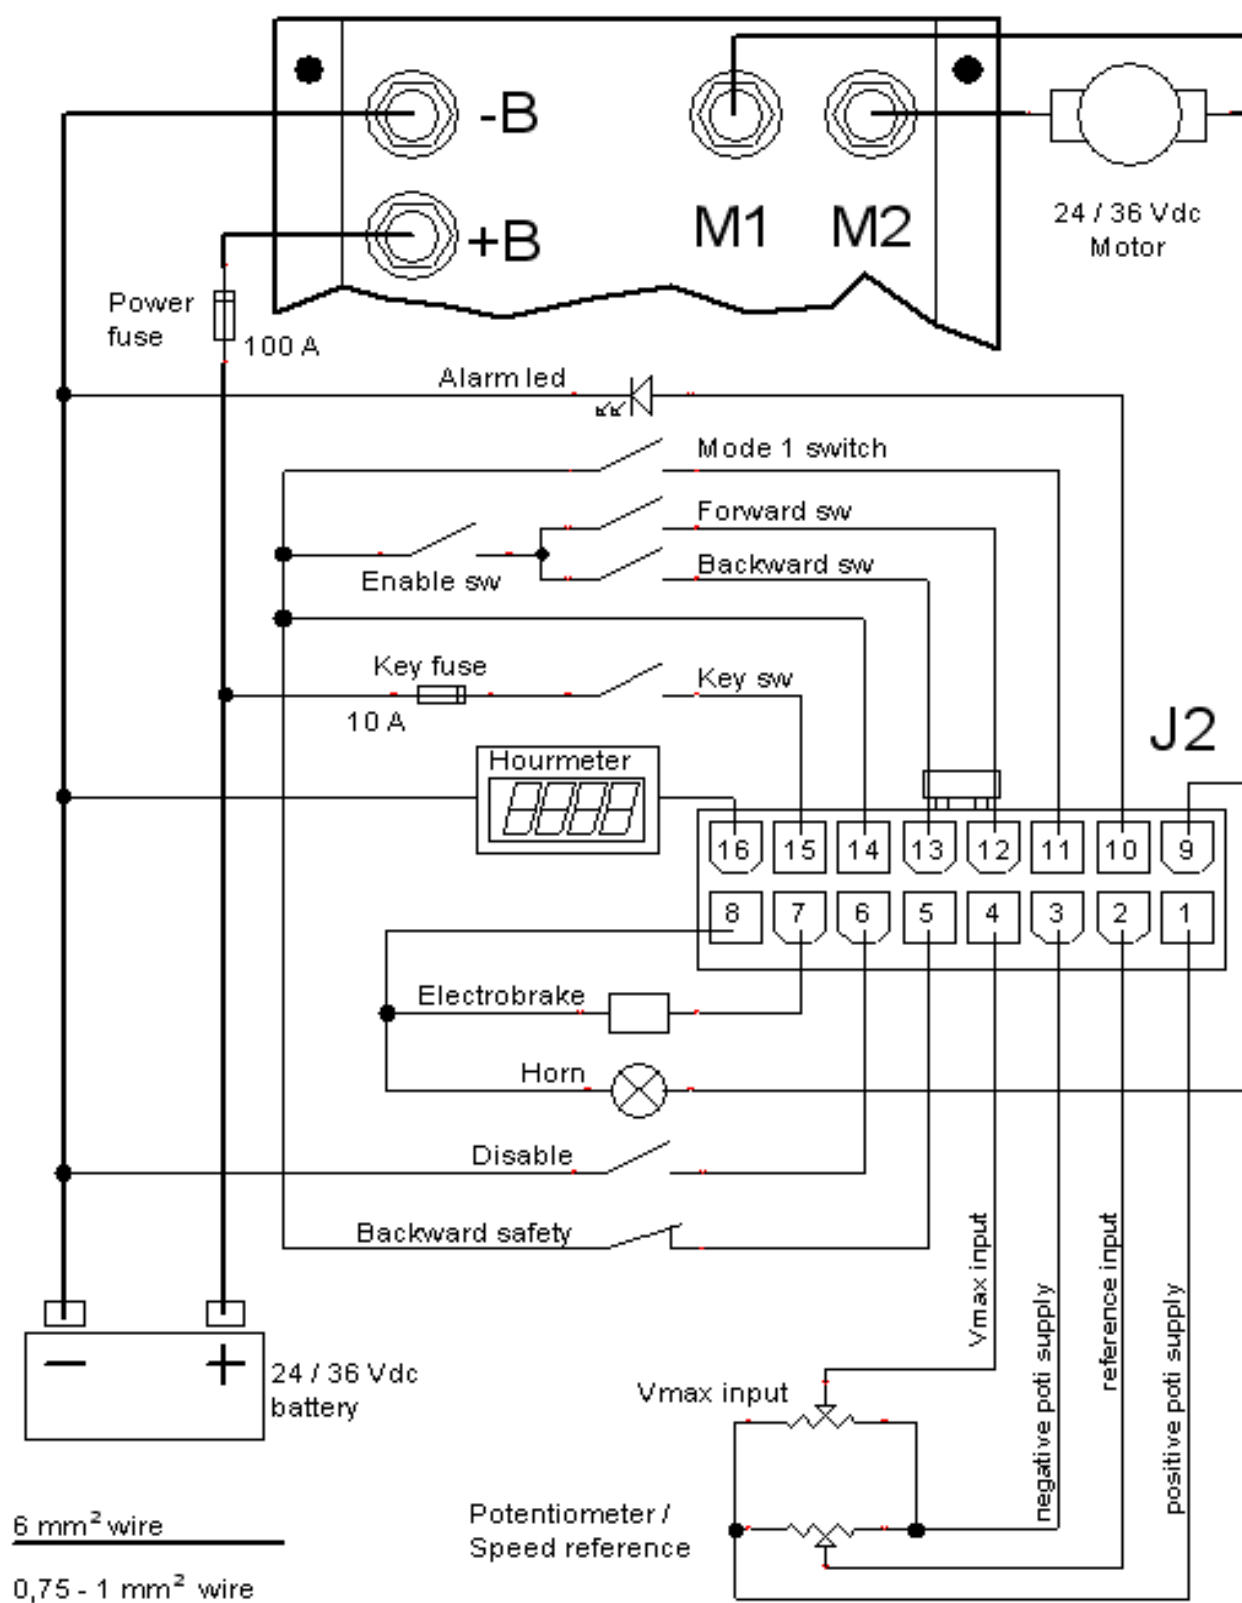 -B
+B
M1
M2
24 / 36 Vdc
Motor
Power
fuse
100 A
Alarm led
Mode 1 switch
Forward sw
Enable sw
Backward sw
Key fuse
10 A
Key sw
J2
Hourmeter
16 15 14 13 12 11 10 9
8 7 6 5 4 3 2 1
Electrobrake
Horn
Disable
Backward safety
Vmax input
negative poti supply
reference input
positive poti supply
− +
24 / 36 Vdc
battery
Vmax input
Potentiometer /
Speed reference
6 mm² wire
0,75 - 1 mm² wire